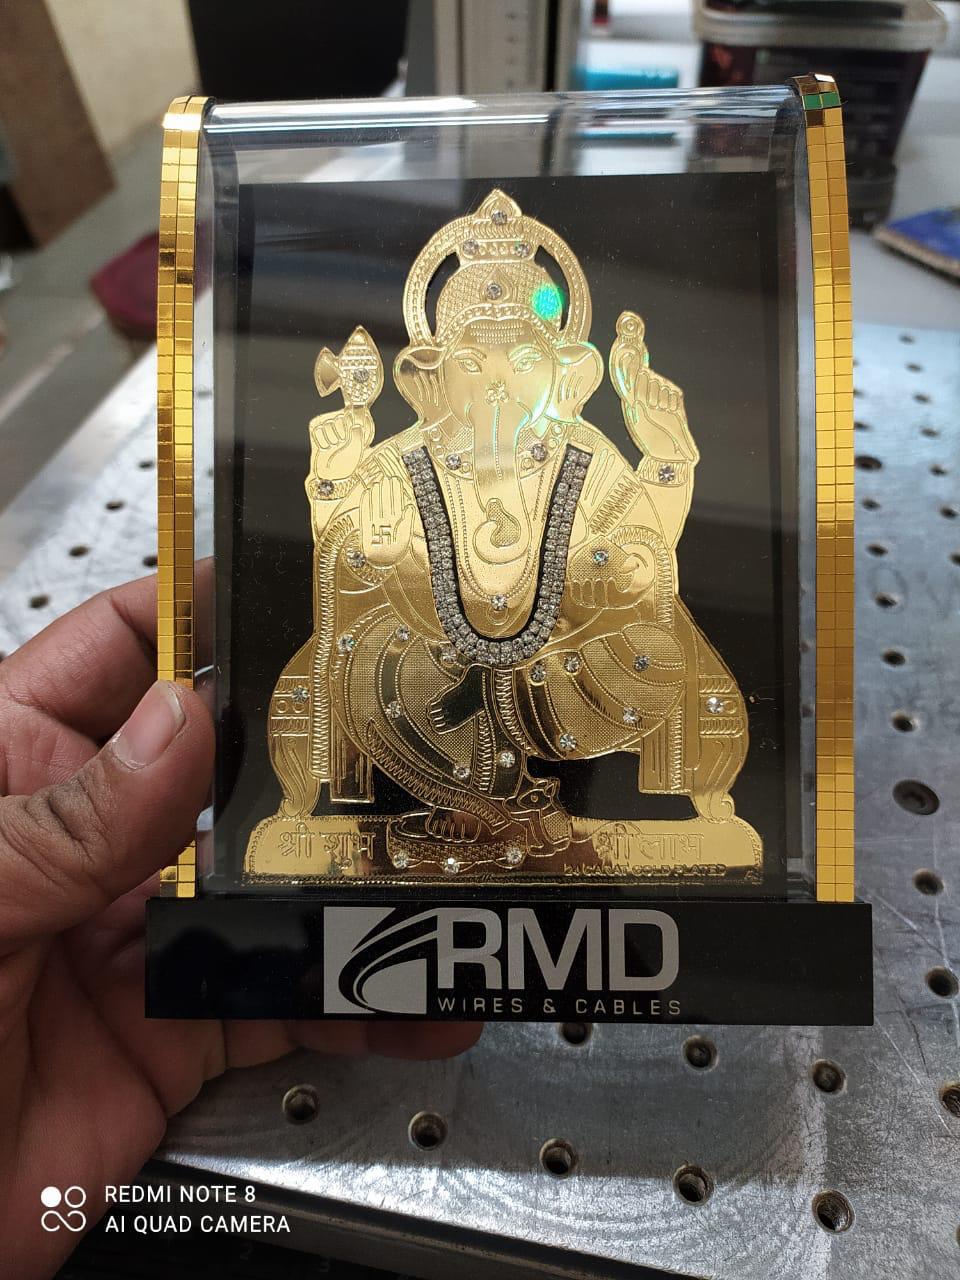 श्री शुभ श्री लाभ
24 CARAT GOLD PLATED
RMD
WIRES & CABLES
REDMI NOTE 8
AI QUAD CAMERA